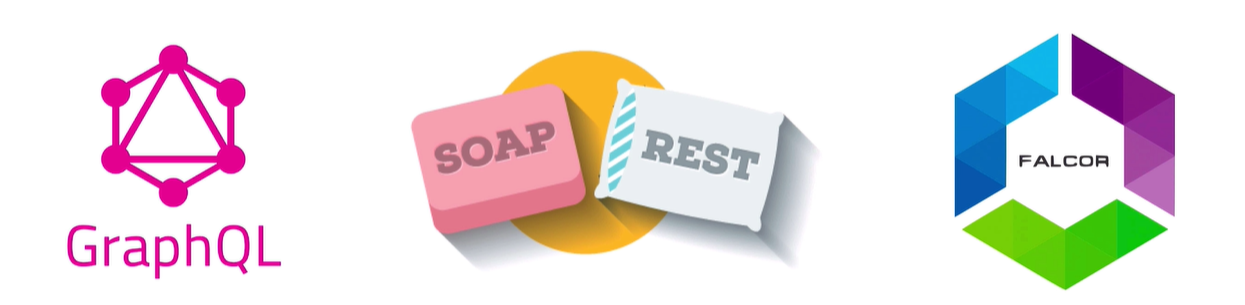 GraphQL
SOAP
REST
FALCOR